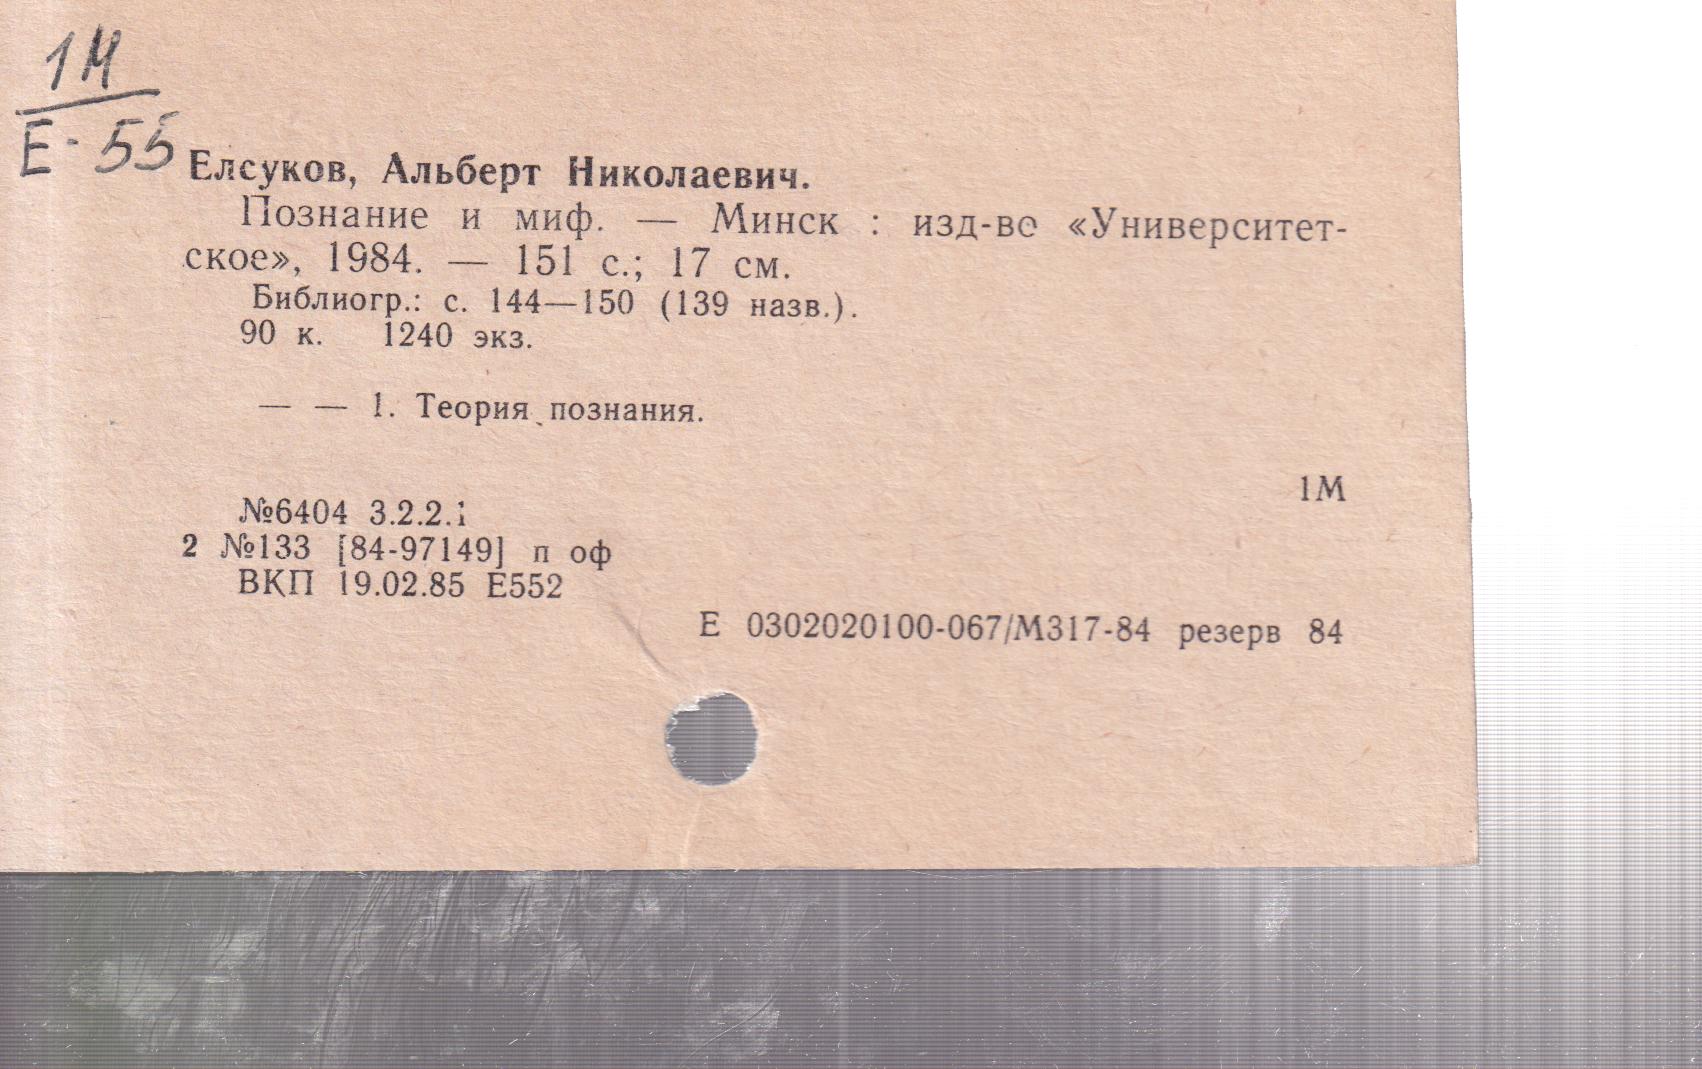 1М
Е-55
Елсуков, Альберт Николаевич.
Познание и миф. — Минск : изд-во «Университет-
ское», 1984. — 151 с.; 17 см.
Библиогр.: с. 144—150 (139 назв.).
90 к. 1240 экз.
— — 1. Теория познания.
1М
№6404 3.2.2.1
2 №133 [84-97149] п оф
ВКП 19.02.85 Е552
Е 0302020100-067/М317-84 резерв 84